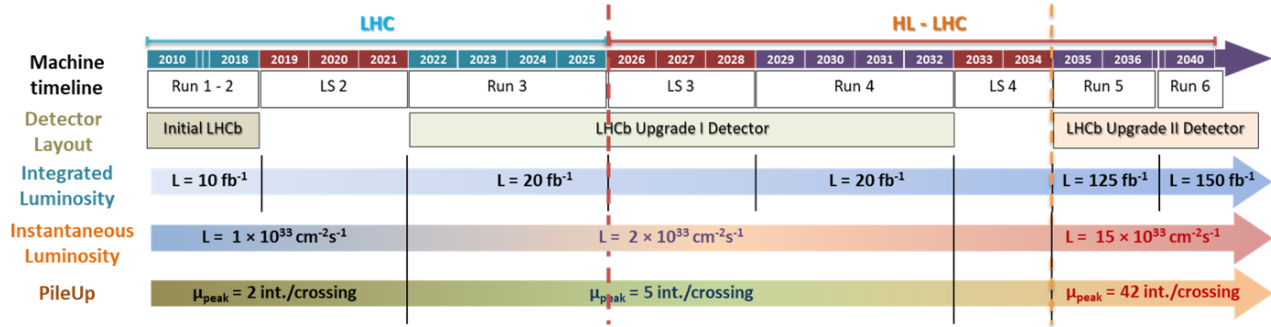 LHC HL - LHC
Machine timeline
2010 2018 2019 2020 2021 2022 2023 2024 2025 2026 2027 2028 2029 2030 2031 2032 2033 2034 2035 2036 2040
Run 1 - 2 LS 2 Run 3 LS 3 Run 4 LS 4 Run 5 Run 6
Detector Layout
Initial LHCb LHCb Upgrade I Detector LHCb Upgrade II Detector
Integrated Luminosity
L = 10 fb⁻¹ L = 20 fb⁻¹ L = 20 fb⁻¹ L = 125 fb⁻¹ L = 150 fb⁻¹
Instantaneous Luminosity
L = 1 × 10³³ cm⁻²s⁻¹ L = 2 × 10³³ cm⁻²s⁻¹ L = 15 × 10³³ cm⁻²s⁻¹
PileUp
μpeak = 2 int./crossing μpeak = 5 int./crossing μpeak = 42 int./crossing